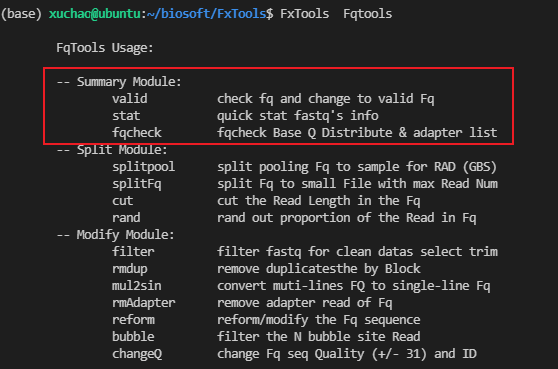 (base) xuchac@ubuntu:~/biosoft/FxTools$ FxTools  Fqtools
FqTools Usage:
-- Summary Module:
valid          check fq and change to valid Fq
stat           quick stat fastq's info
fqcheck        fqcheck Base Q Distribute & adapter list
-- Split Module:
splitpool      split pooling Fq to sample for RAD (GBS)
splitFq        split Fq to small File with max Read Num
cut            cut the Read Length in the Fq
rand           rand out proportion of the Read in Fq
-- Modify Module:
filter         filter fastq for clean datas select trim
rmdup          remove duplicatesthe by Block
mul2sin        convert muti-lines FQ to single-line Fq
rmAdapter      remove adapter read of Fq
reform         reform/modify the Fq sequence
bubble         filter the N bubble site Read
changeQ        change Fq seq Quality (+/- 31) and ID